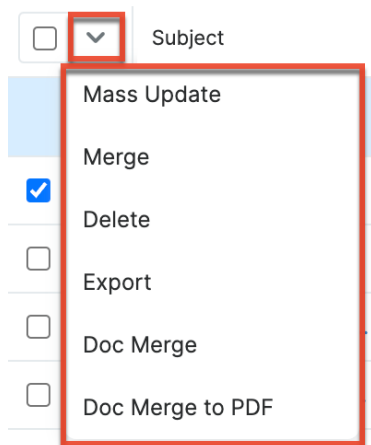 Subject
Mass Update
Merge
Delete
Export
Doc Merge
Doc Merge to PDF